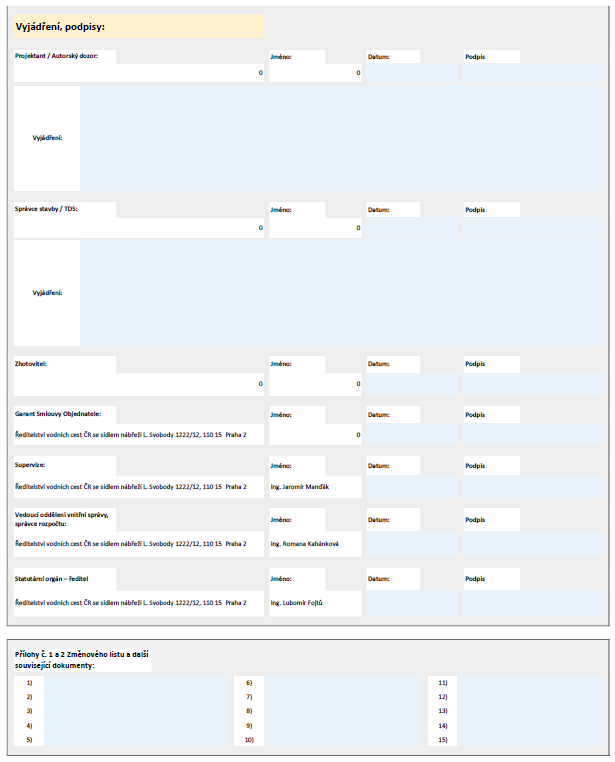 Vyjádření, podpisy:
Projektant / Autorský dozor: Jméno: Datum: Podpis
0 0
Vyjádření:
Správce stavby / TDS: Jméno: Datum: Podpis
0 0
Vyjádření:
Zhotovitel: Jméno: Datum: Podpis
0 0
Garant Smlouvy Objednatele: Jméno: Datum: Podpis
Ředitelství vodních cest ČR se sídlem nábřeží L. Svobody 1222/12, 110 15 Praha 2 0
Supervize: Jméno: Datum: Podpis
Ředitelství vodních cest ČR se sídlem nábřeží L. Svobody 1222/12, 110 15 Praha 2 Ing. Jaromír Manďák
Vedoucí oddělení vnitřní správy,
správce rozpočtu: Jméno: Datum: Podpis
Ředitelství vodních cest ČR se sídlem nábřeží L. Svobody 1222/12, 110 15 Praha 2 Ing. Romana Kahánková
Statutární orgán – ředitel Jméno: Datum: Podpis
Ředitelství vodních cest ČR se sídlem nábřeží L. Svobody 1222/12, 110 15 Praha 2 Ing. Lubomír Fojtů
Přílohy č. 1 a 2 Změnového listu a další
související dokumenty:
1) 6) 11)
2) 7) 12)
3) 8) 13)
4) 9) 14)
5) 10) 15)